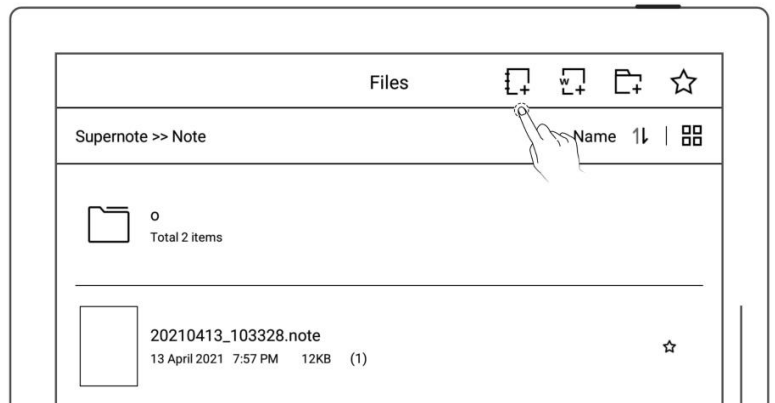 Files
W
Supernote >> Note
Name
o
Total 2 items
20210413_103328.note
13 April 2021 7:57 PM 12KB (1)